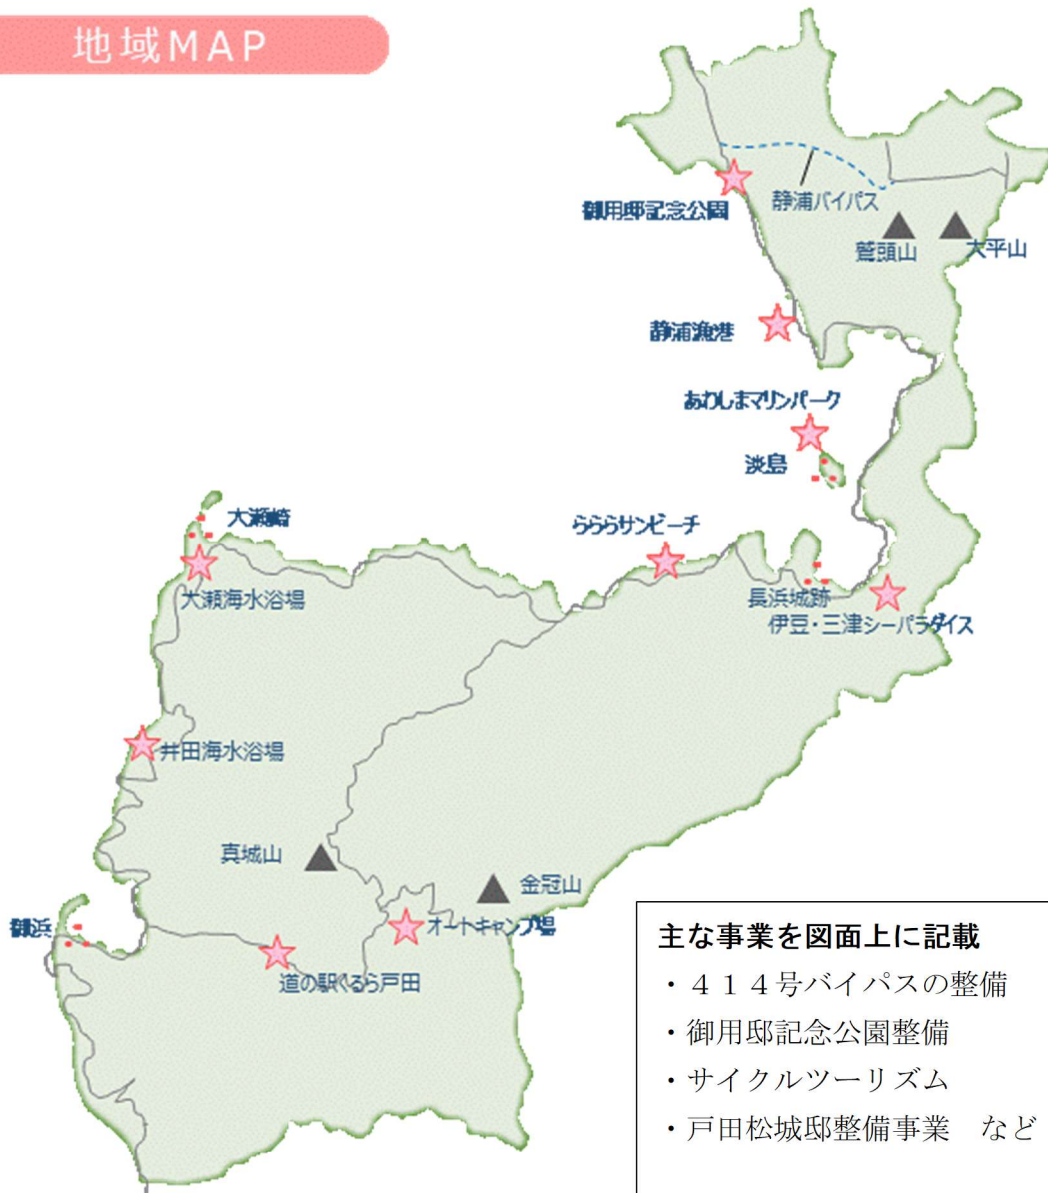 地域MAP
静浦バイパス
御用邸記念公園
鷲頭山
大平山
静浦漁港
あわしまマリンパーク
淡島
大瀬崎
らららサンビーチ
大瀬海水浴場
長浜城跡
伊豆・三津シーパラダイス
井田海水浴場
真城山
金冠山
御浜
オートキャンプ場
道の駅くるら戸田
主な事業を図面上に記載
・４１４号バイパスの整備
・御用邸記念公園整備
・サイクルツーリズム
・戸田松城邸整備事業　など